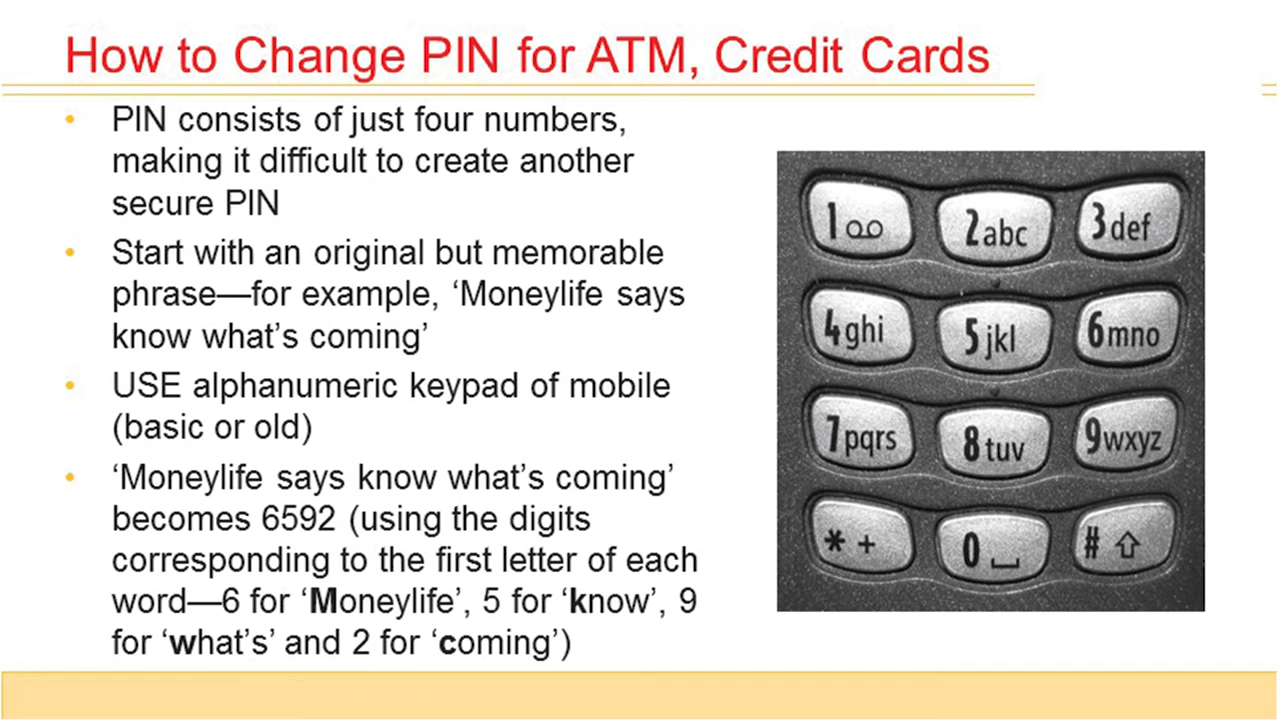 How to Change PIN for ATM, Credit Cards
• PIN consists of just four numbers,
making it difficult to create another
secure PIN
• Start with an original but memorable
phrase—for example, ‘Moneylife says
know what’s coming’
• USE alphanumeric keypad of mobile
(basic or old)
• ‘Moneylife says know what’s coming’
becomes 6592 (using the digits
corresponding to the first letter of each
word—6 for ‘Moneylife’, 5 for ‘know’, 9
for ‘what’s’ and 2 for ‘coming’)
1 2abc 3def
4ghi 5jkl 6mno
7pqrs 8tuv 9wxyz
* + 0 #